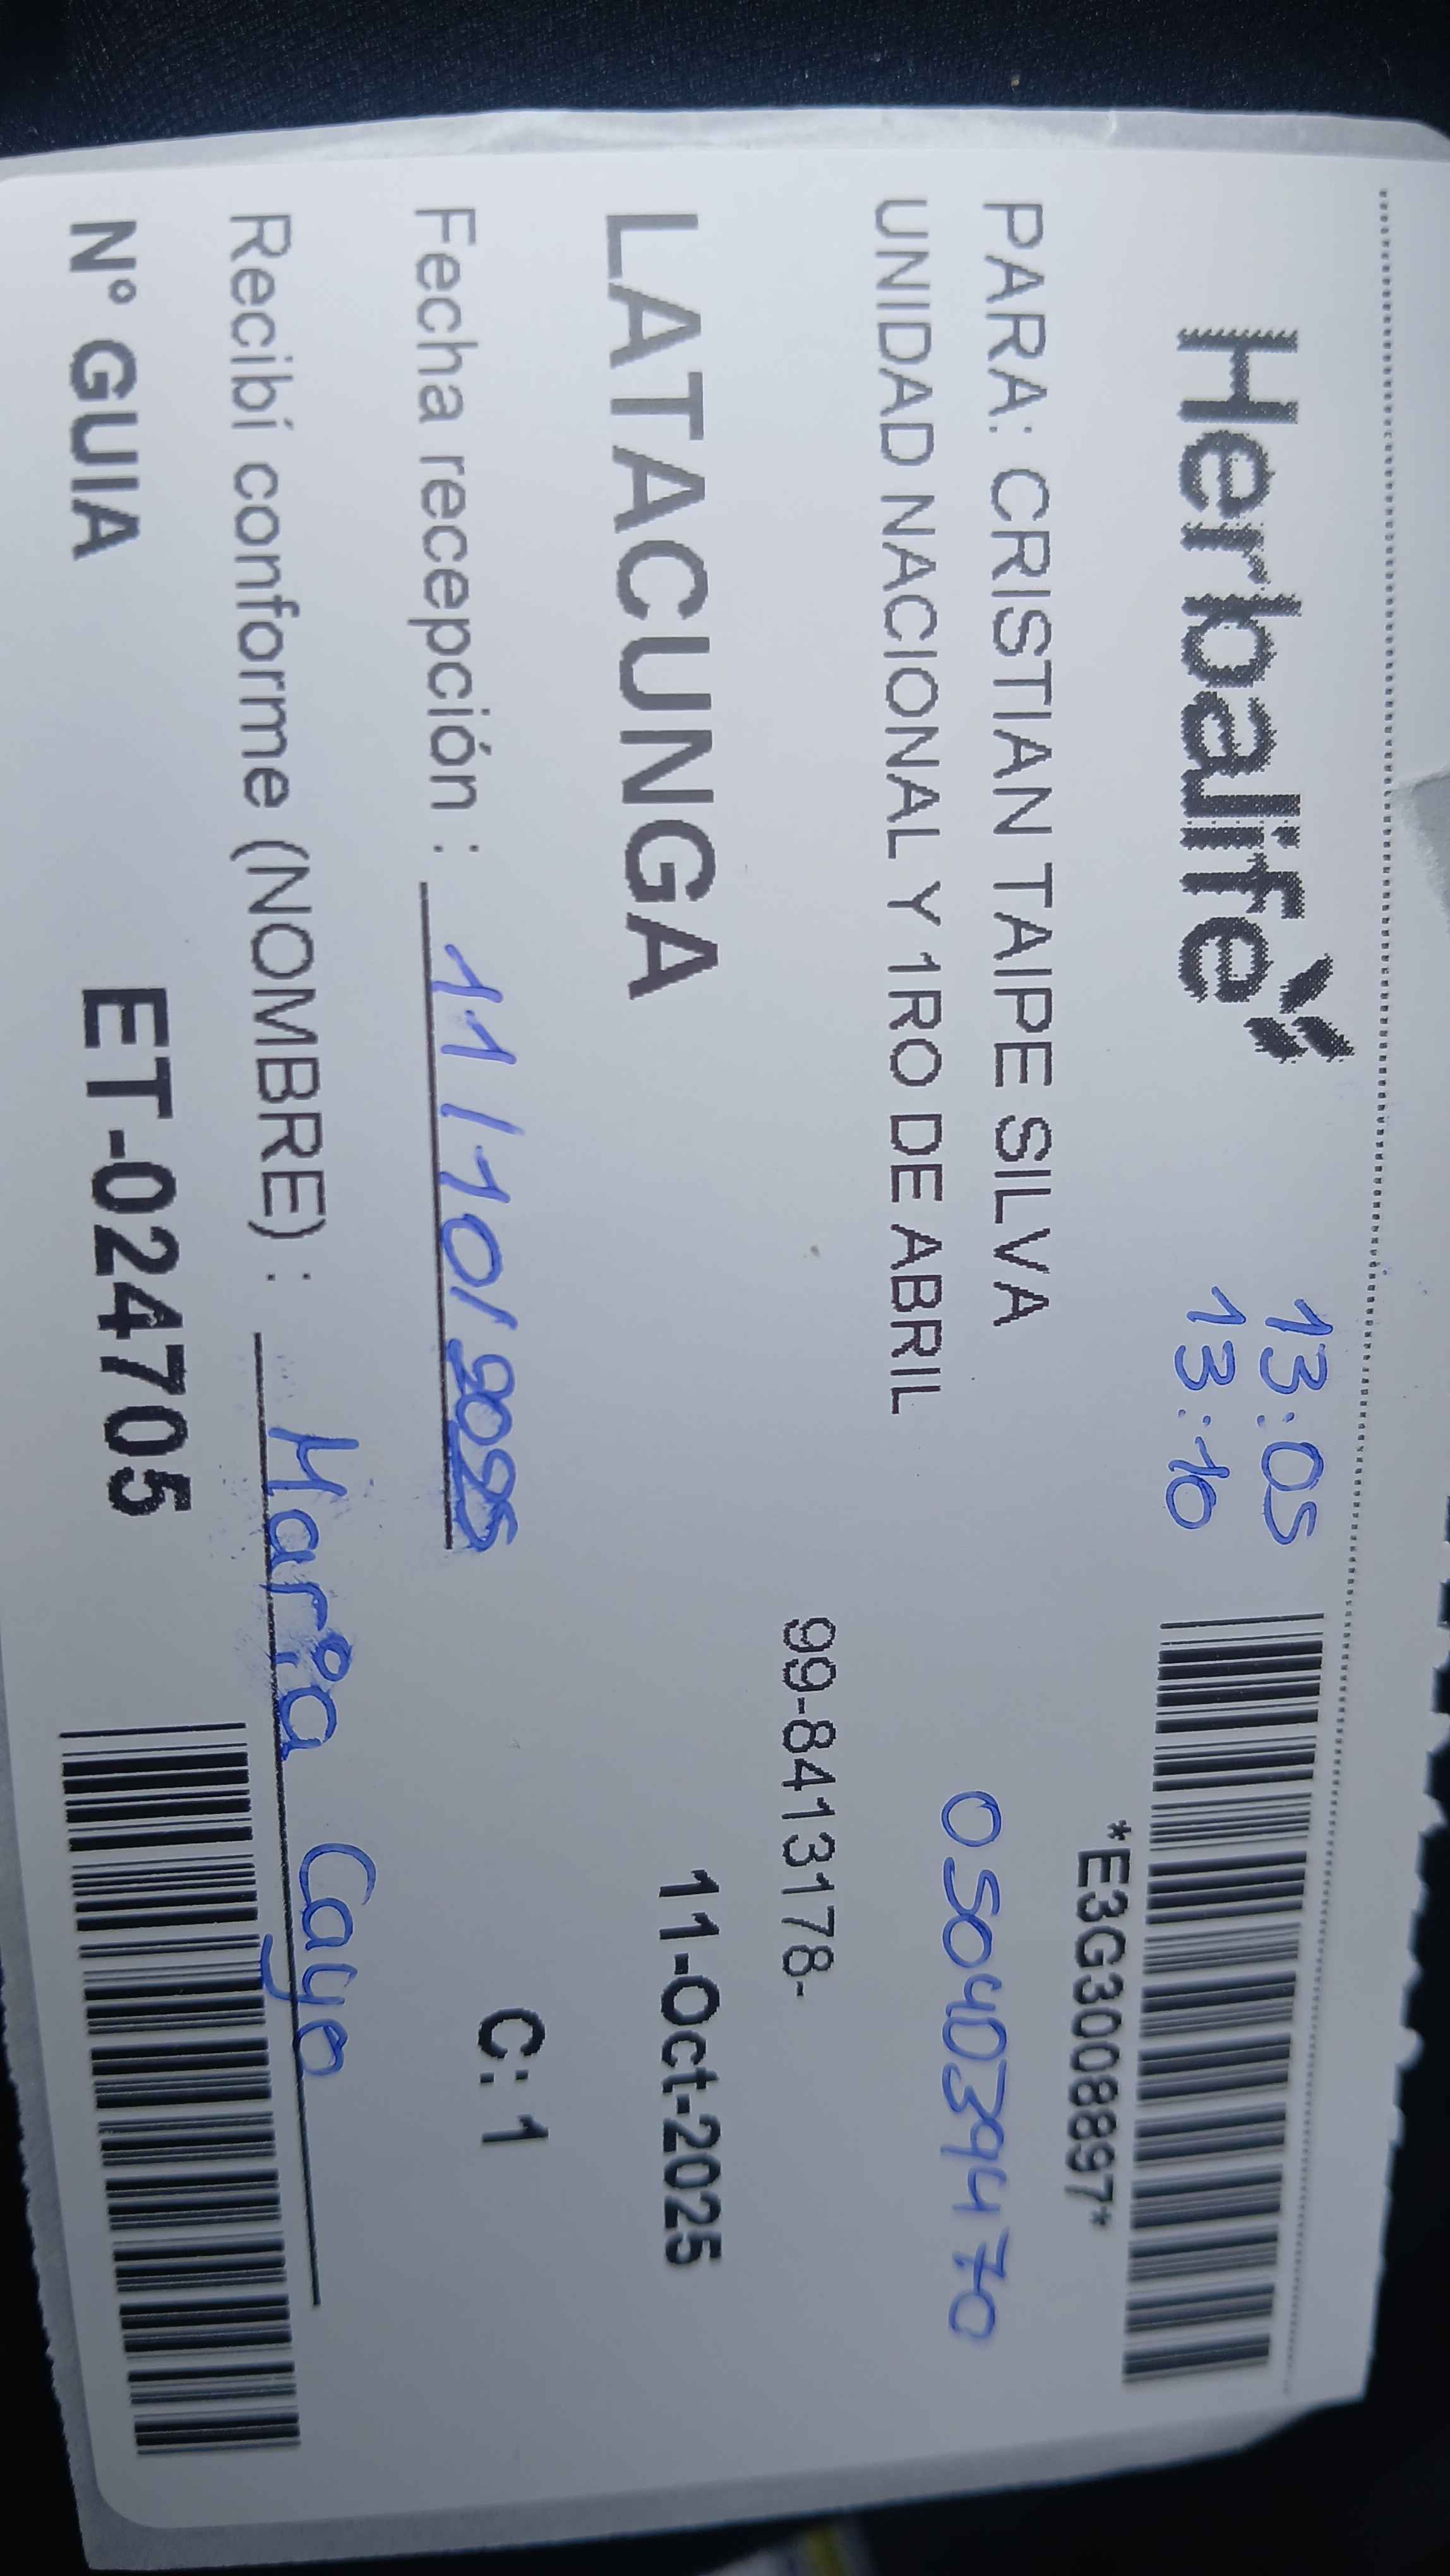 Herbalife
13:05
13:10
*E3G3008897*
PARA: CRISTIAN TAIPE SILVA
0504039470
UNIDAD NACIONAL Y 1RO DE ABRIL
99-8413178-
LATACUNGA
11-Oct-2025
Fecha recepción : 11/10/2025
C: 1
Recibí conforme (NOMBRE) : Maria Cayo
N° GUIA ET-024705